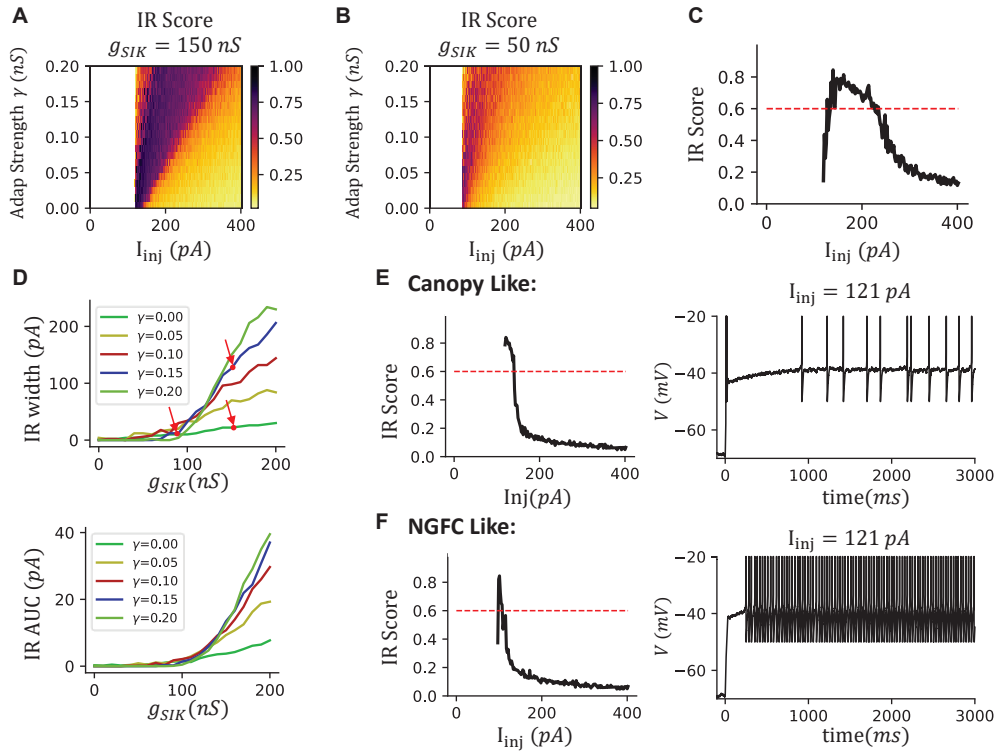 A
IR Score
g_SIK = 150 nS
Adap Strength γ (nS)
0.20
0.15
0.10
0.05
0.00
0
200
400
I_inj (pA)
1.00
0.75
0.50
0.25
B
IR Score
g_SIK = 50 nS
Adap Strength γ (nS)
0.20
0.15
0.10
0.05
0.00
0
200
400
I_inj (pA)
1.00
0.75
0.50
0.25
C
IR Score
0.8
0.6
0.4
0.2
0.0
0
200
400
I_inj (pA)
D
IR width (pA)
200
100
0
γ=0.00
γ=0.05
γ=0.10
γ=0.15
γ=0.20
0
100
200
g_SIK(nS)
IR AUC (pA)
40
20
0
γ=0.00
γ=0.05
γ=0.10
γ=0.15
γ=0.20
0
100
200
g_SIK(nS)
E Canopy Like:
IR Score
0.8
0.6
0.4
0.2
0.0
0
200
400
Inj(pA)
I_inj = 121 pA
V (mV)
−20
−40
−60
0
1000
2000
3000
time(ms)
F NGFC Like:
IR Score
0.8
0.6
0.4
0.2
0.0
0
200
400
I_inj (pA)
I_inj = 121 pA
V (mV)
−20
−40
−60
0
1000
2000
3000
time(ms)